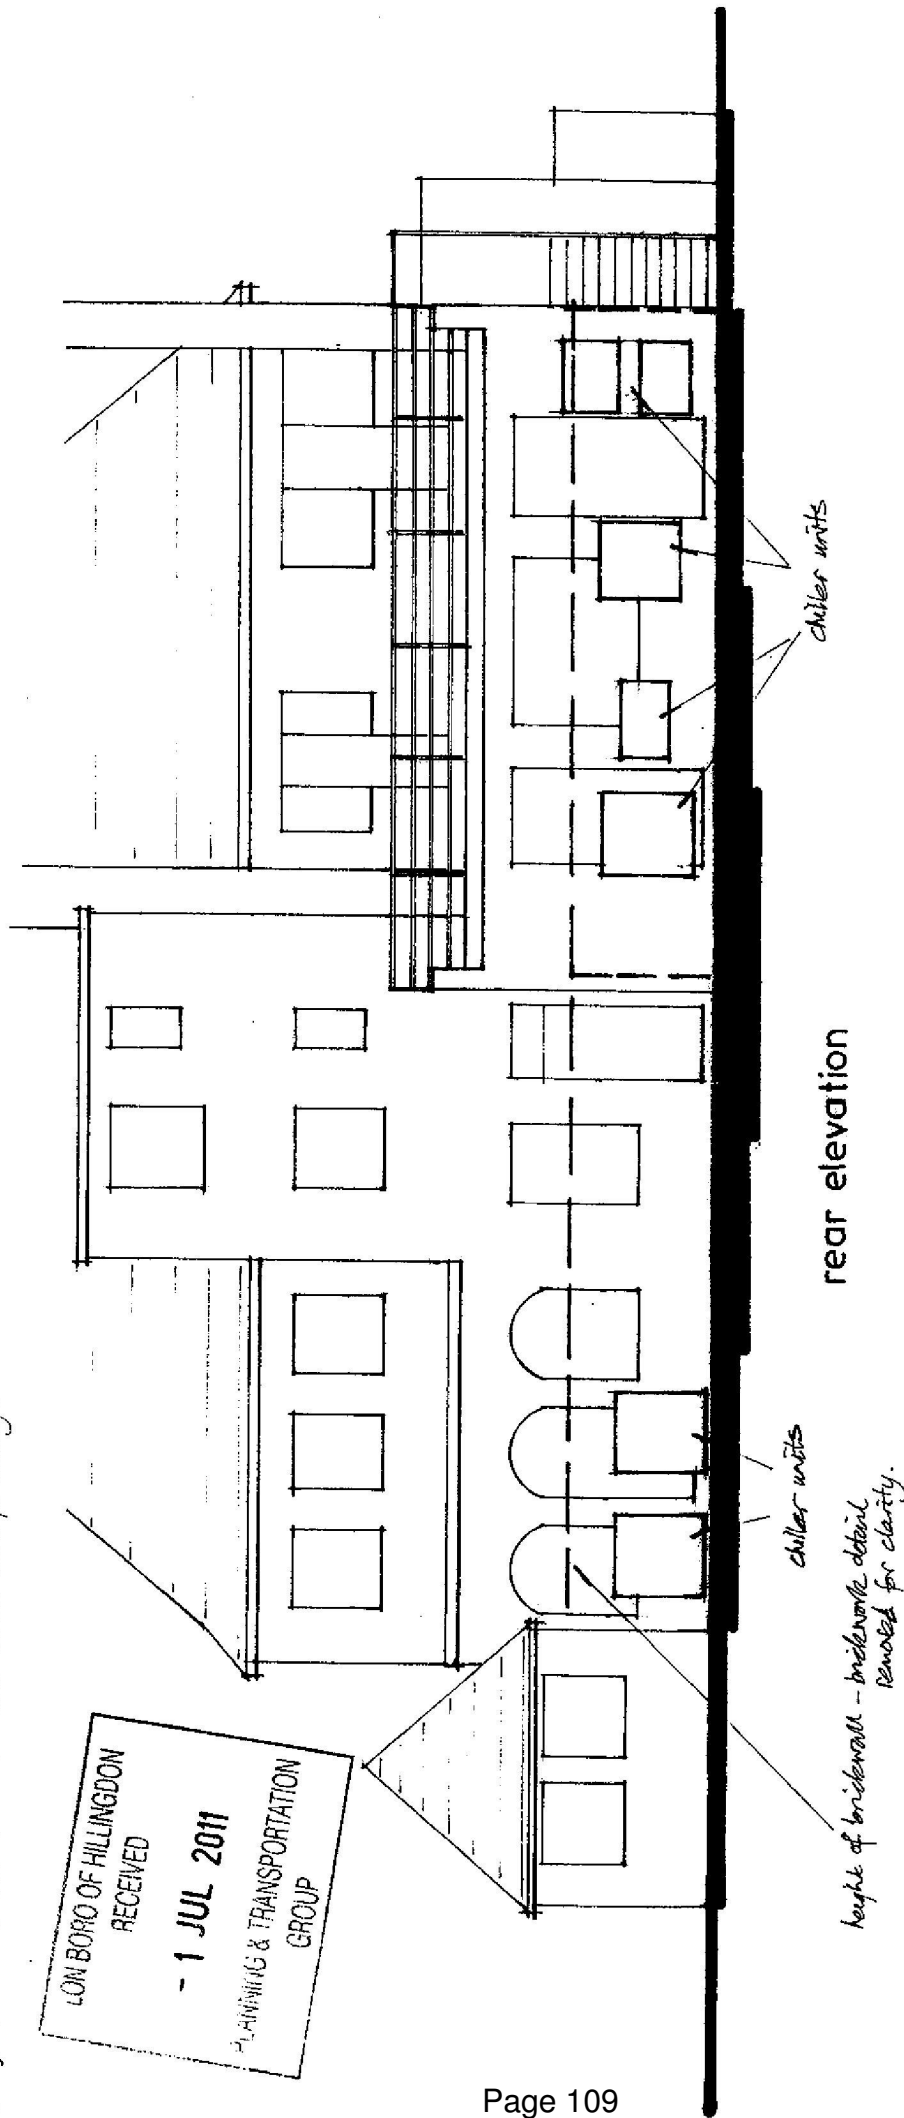 LON BORO OF HILLINGDON
RECEIVED
- 1 JUL 2011
PLANNING & TRANSPORTATION
GROUP
height of brickwall - brickwork detail
removed for clarity.
chiller units
rear elevation
chiller units
Page 109